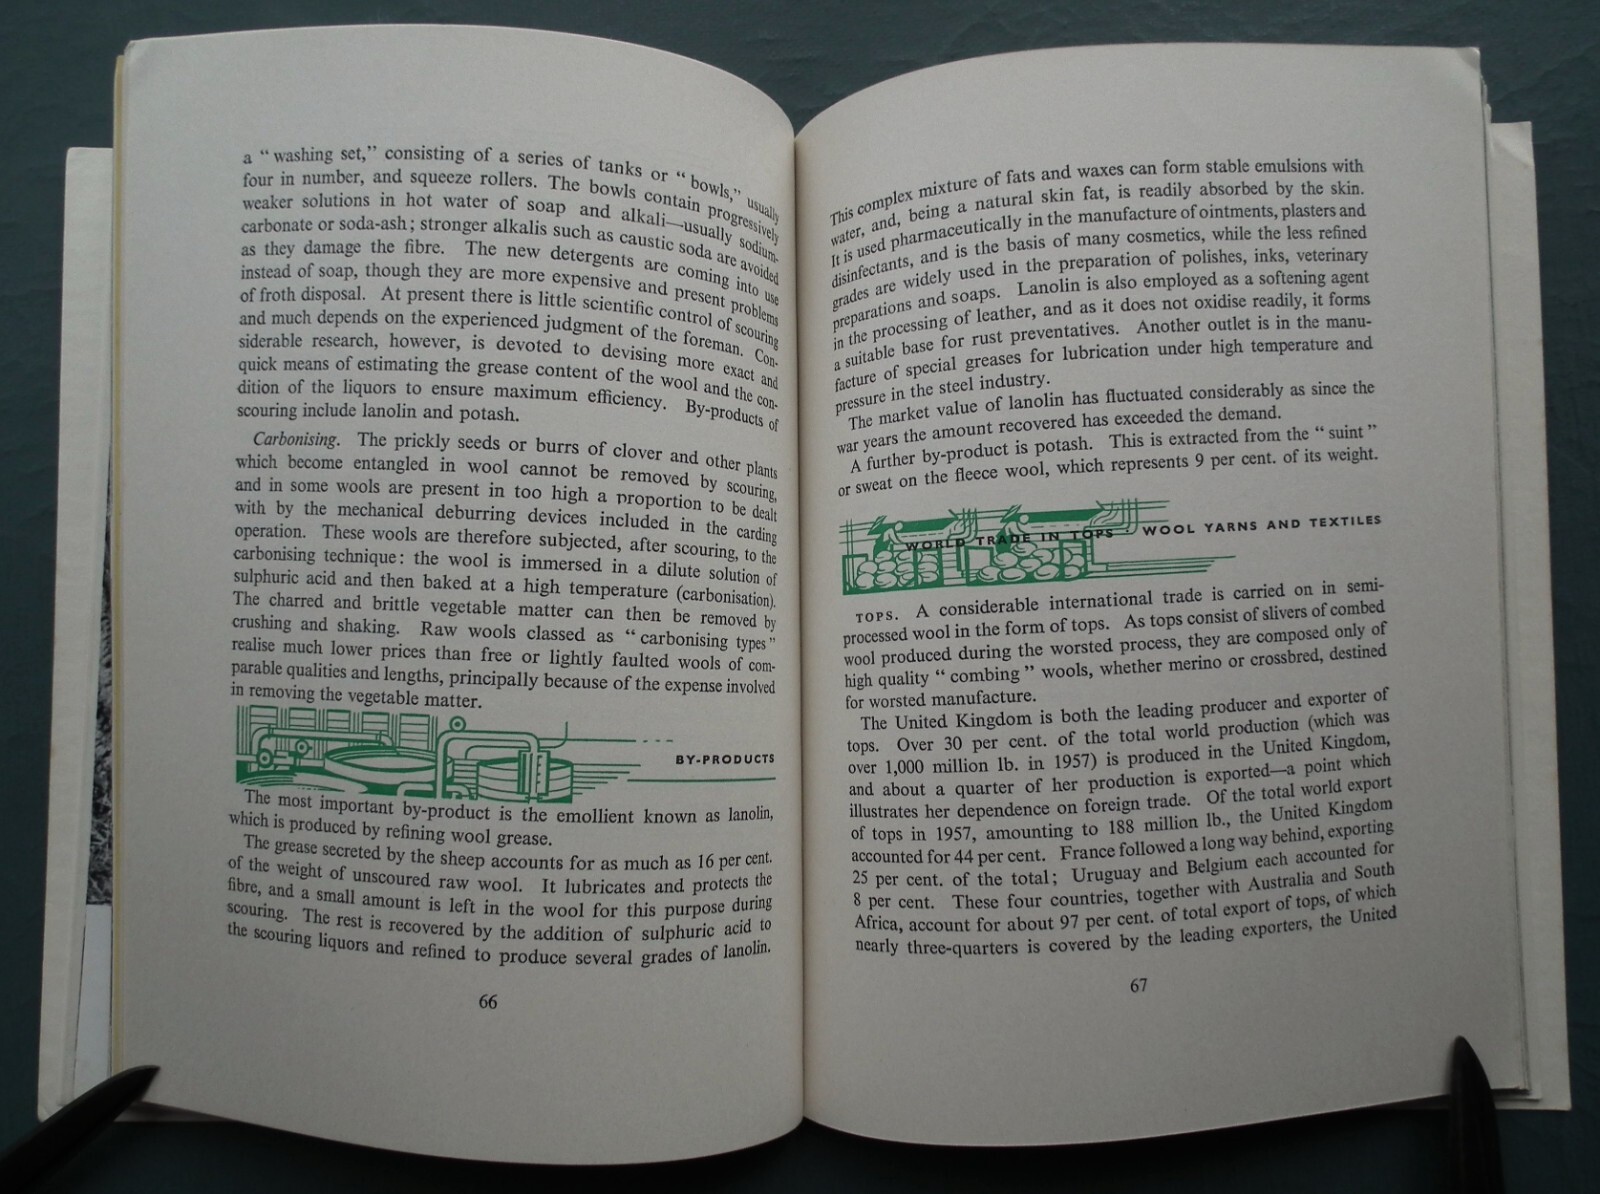 a “washing set,” consisting of a series of tanks or “bowls,” usually
four in number, and squeeze rollers. The bowls contain progressively
weaker solutions in hot water of soap and alkali—usually sodium-
carbonate or soda-ash; stronger alkalis such as caustic soda are avoided
as they damage the fibre. The new detergents are coming into use
instead of soap, though they are more expensive and present problems
of froth disposal. At present there is little scientific control of scouring
and much depends on the experienced judgment of the foreman. Con-
siderable research, however, is devoted to devising more exact and
quick means of estimating the grease content of the wool and the con-
dition of the liquors to ensure maximum efficiency. By-products of
scouring include lanolin and potash.
Carbonising. The prickly seeds or burrs of clover and other plants
which become entangled in wool cannot be removed by scouring,
and in some wools are present in too high a proportion to be dealt
with by the mechanical deburring devices included in the carding
operation. These wools are therefore subjected, after scouring, to the
carbonising technique: the wool is immersed in a dilute solution of
sulphuric acid and then baked at a high temperature (carbonisation).
The charred and brittle vegetable matter can then be removed by
crushing and shaking. Raw wools classed as “carbonising types”
realise much lower prices than free or lightly faulted wools of com-
parable qualities and lengths, principally because of the expense involved
in removing the vegetable matter.
BY-PRODUCTS
The most important by-product is the emollient known as lanolin,
which is produced by refining wool grease.
The grease secreted by the sheep accounts for as much as 16 per cent.
of the weight of unscoured raw wool. It lubricates and protects the
fibre, and a small amount is left in the wool for this purpose during
scouring. The rest is recovered by the addition of sulphuric acid to
the scouring liquors and refined to produce several grades of lanolin.
66
This complex mixture of fats and waxes can form stable emulsions with
water, and, being a natural skin fat, is readily absorbed by the skin.
It is used pharmaceutically in the manufacture of ointments, plasters and
disinfectants, and is the basis of many cosmetics, while the less refined
grades are widely used in the preparation of polishes, inks, veterinary
preparations and soaps. Lanolin is also employed as a softening agent
in the processing of leather, and as it does not oxidise readily, it forms
a suitable base for rust preventatives. Another outlet is in the manu-
facture of special greases for lubrication under high temperature and
pressure in the steel industry.
The market value of lanolin has fluctuated considerably as since the
war years the amount recovered has exceeded the demand.
A further by-product is potash. This is extracted from the “suint”
or sweat on the fleece wool, which represents 9 per cent. of its weight.
WORLD TRADE IN TOPS WOOL YARNS AND TEXTILES
TOPS. A considerable international trade is carried on in semi-
processed wool in the form of tops. As tops consist of slivers of combed
wool produced during the worsted process, they are composed only of
high quality “combing” wools, whether merino or crossbred, destined
for worsted manufacture.
The United Kingdom is both the leading producer and exporter of
tops. Over 30 per cent. of the total world production (which was
over 1,000 million lb. in 1957) is produced in the United Kingdom,
and about a quarter of her production is exported—a point which
illustrates her dependence on foreign trade. Of the total world export
of tops in 1957, amounting to 188 million lb., the United Kingdom
accounted for 44 per cent. France followed a long way behind, exporting
25 per cent. of the total; Uruguay and Belgium each accounted for
8 per cent. These four countries, together with Australia and South
Africa, account for about 97 per cent. of total export of tops, of which
nearly three-quarters is covered by the leading exporters, the United
67